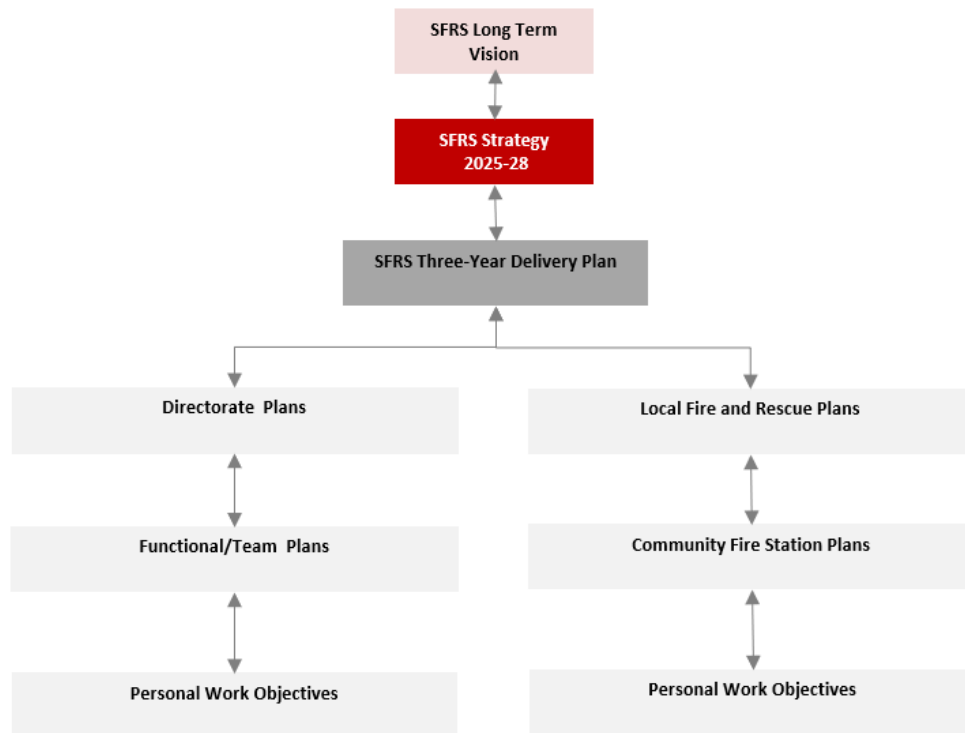 SFRS Long Term
Vision
SFRS Strategy
2025-28
SFRS Three-Year Delivery Plan
Directorate Plans
Local Fire and Rescue Plans
Functional/Team Plans
Community Fire Station Plans
Personal Work Objectives
Personal Work Objectives